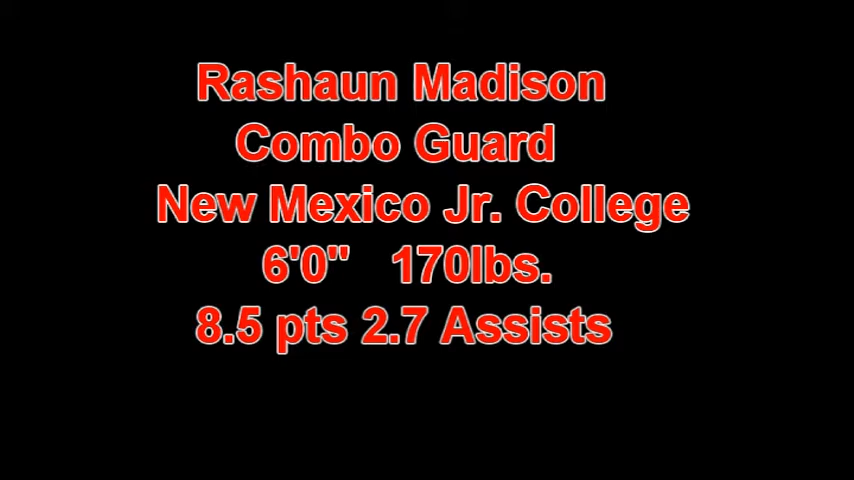 Rashaun Madison
Combo Guard
New Mexico Jr. College
6'0" 170lbs.
8.5 pts 2.7 Assists